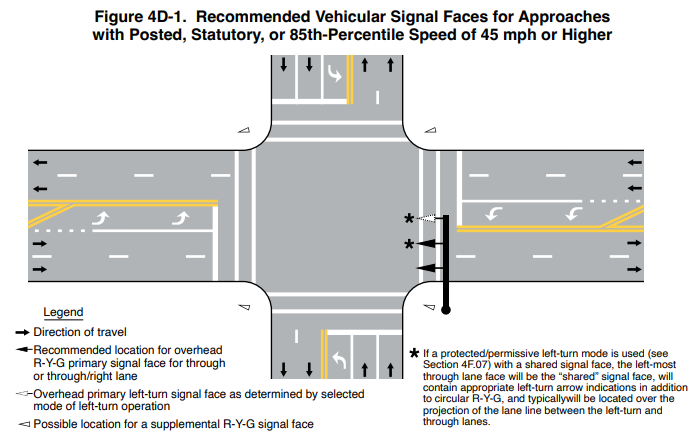 Figure 4D-1.  Recommended Vehicular Signal Faces for Approaches
with Posted, Statutory, or 85th-Percentile Speed of 45 mph or Higher
*
*
Legend
Direction of travel
Recommended location for overhead
R-Y-G primary signal face for through
or through/right lane
Overhead primary left-turn signal face as determined by selected
mode of left-turn operation
Possible location for a supplemental R-Y-G signal face
* If a protected/permissive left-turn mode is used (see
Section 4F.07) with a shared signal face, the left-most
through lane face will be the “shared” signal face, will
contain appropriate left-turn arrow indications in addition
to circular R-Y-G, and typicallywill be located over the
projection of the lane line between the left-turn and
through lanes.